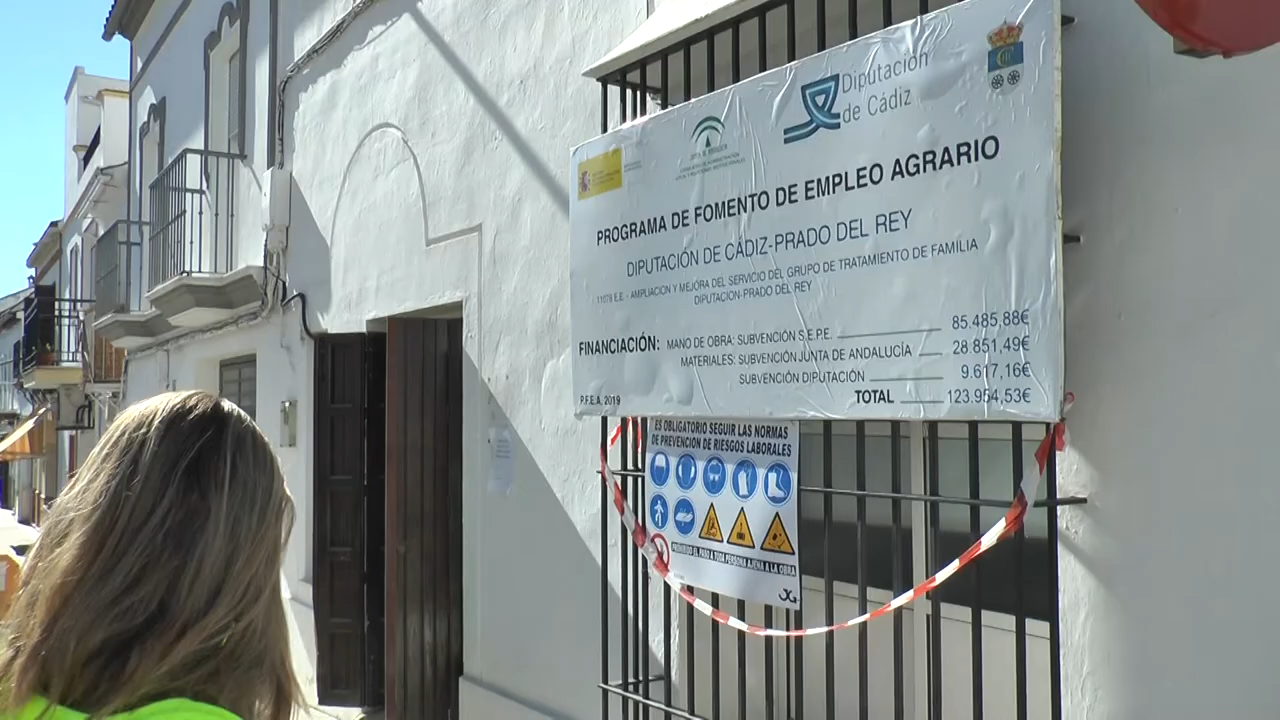 Diputación
de Cádiz
PROGRAMA DE FOMENTO DE EMPLEO AGRARIO
DIPUTACIÓN DE CÁDIZ-PRADO DEL REY
11079 E.E.- AMPLIACION Y MEJORA DEL SERVICIO DEL GRUPO DE TRATAMIENTO DE FAMILIA
DIPUTACION-PRADO DEL REY
FINANCIACIÓN: MANO DE OBRA: SUBVENCIÓN S.E.P.E. 85.485,88€
MATERIALES: SUBVENCIÓN JUNTA DE ANDALUCÍA 28.851,49€
SUBVENCIÓN DIPUTACIÓN 9.617,16€
P.F.E.A. 2019 TOTAL 123.954,53€
ES OBLIGATORIO SEGUIR LAS NORMAS
DE PREVENCION DE RIESGOS LABORALES
PROHIBIDO EL PASO A TODA PERSONA AJENA A LA OBRA